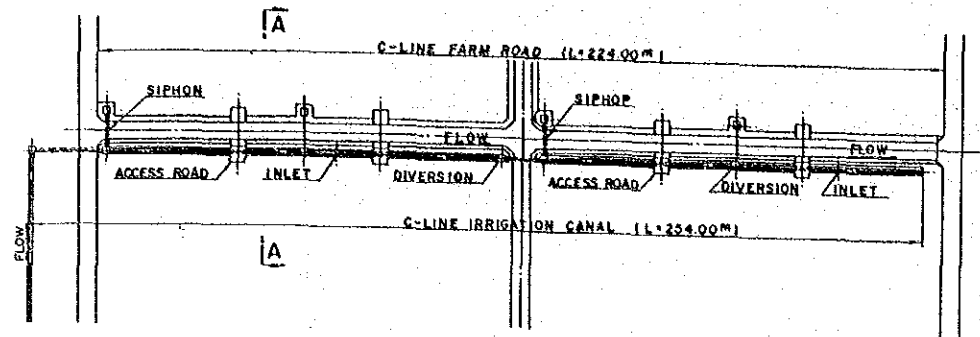 A
C-LINE FARM ROAD (L=224.00M)
SIPHON
SIPHOP
FLOW
FLOW
ACCESS ROAD
INLET
DIVERSION
ACCESS ROAD
DIVERSION
INLET
C-LINE IRRIGATION CANAL (L=254.00M)
FLOW
A